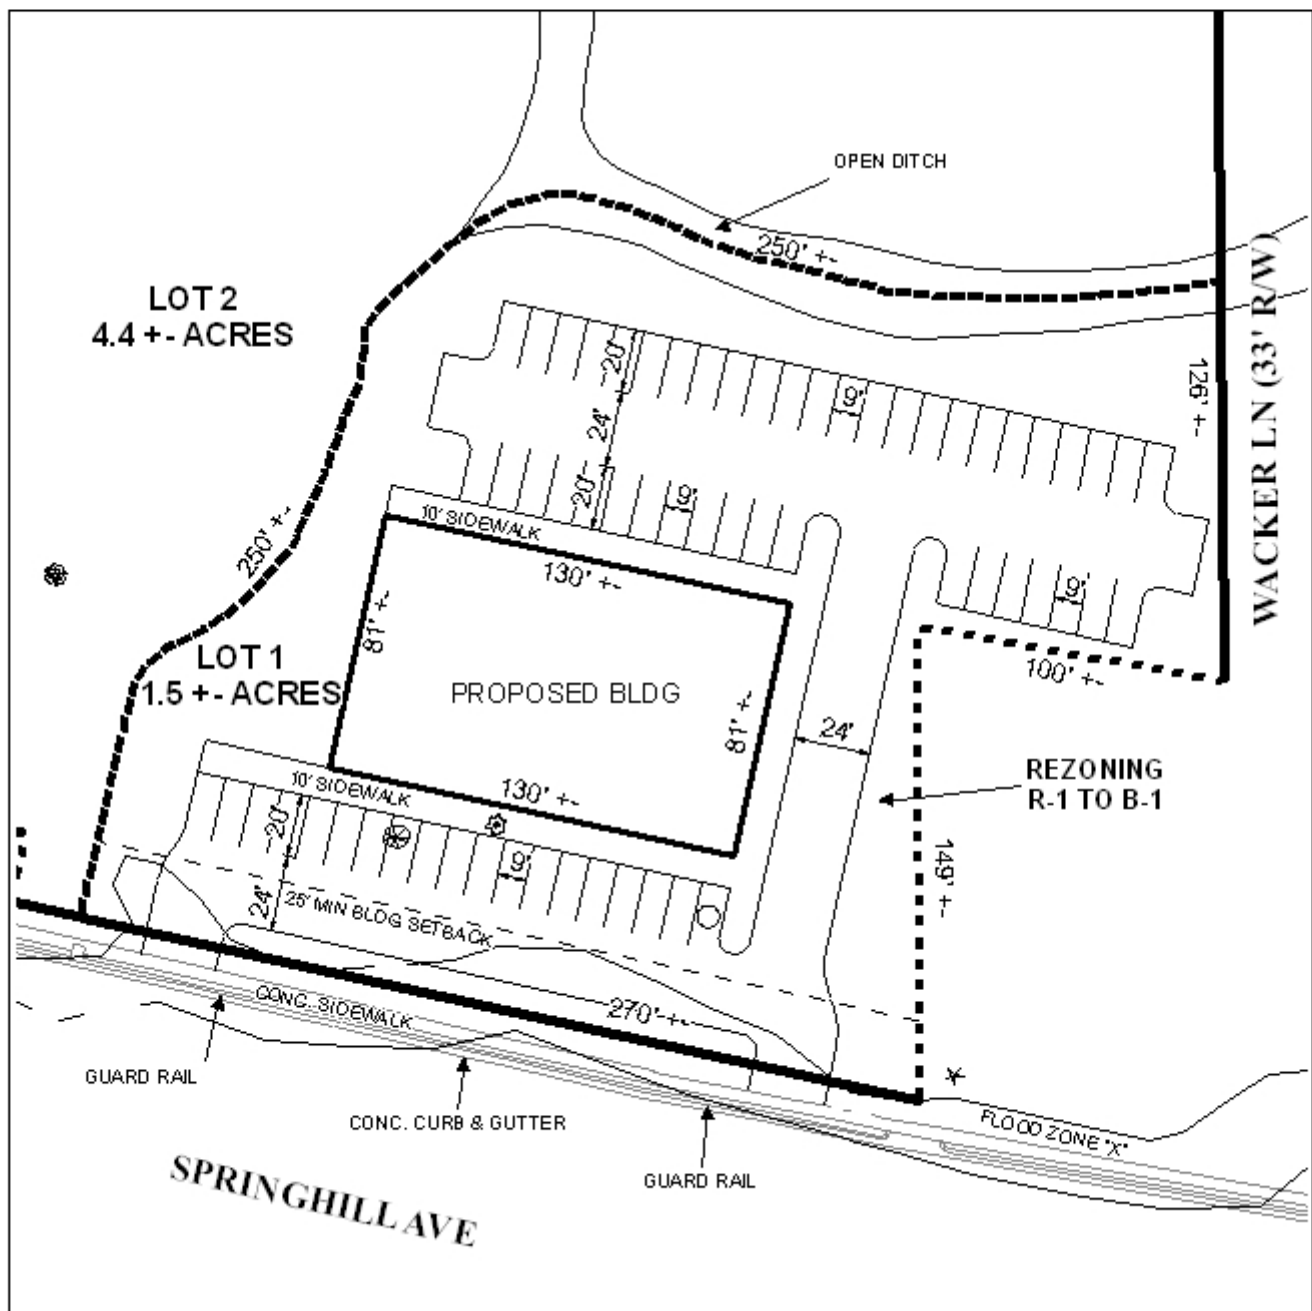 OPEN DITCH
250' +-
LOT 2
4.4 +- ACRES
WACKER LN (33' R/W)
126' +-
20'
9'
24'
20'
9'
10' SIDEWALK
130' +-
250' +-
9'
81' +-
LOT 1
1.5 +- ACRES
PROPOSED BLDG
81' +-
100' +-
24'
REZONING
R-1 TO B-1
10' SIDEWALK
130' +-
20'
9'
149' +-
24'
25' MIN BLDG SETBACK
CONC. SIDEWALK
270' +-
GUARD RAIL
CONC. CURB & GUTTER
FLOOD ZONE "X"
GUARD RAIL
SPRINGHILL AVE